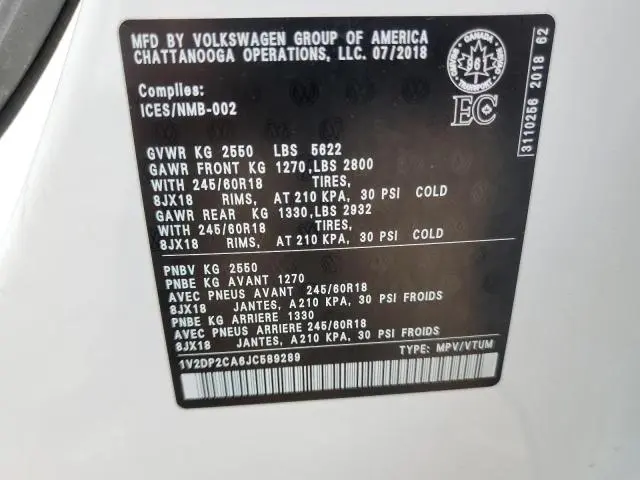 MFD BY VOLKSWAGEN GROUP OF AMERICA
CHATTANOOGA OPERATIONS, LLC. 07/2018
Complies:
ICES/NMB-002
GVWR KG 2550 LBS 5622
GAWR FRONT KG 1270,LBS 2800
WITH 245/60R18 TIRES,
8JX18 RIMS, AT 210 KPA, 30 PSI COLD
GAWR REAR KG 1330,LBS 2932
WITH 245/60R18 TIRES,
8JX18 RIMS, AT 210 KPA, 30 PSI COLD
PNBV KG 2550
PNBE KG AVANT 1270
AVEC PNEUS AVANT 245/60R18
8JX18 JANTES, A210 KPA, 30 PSI FROIDS
PNBE KG ARRIERE 1330
AVEC PNEUS ARRIERE 245/60R18
8JX18 JANTES, A210 KPA, 30 PSI FROIDS
1V2DP2CA6JC589289 TYPE: MPV/VTUM
CANADA
TRANSPORT
EC
3110256 2018 62